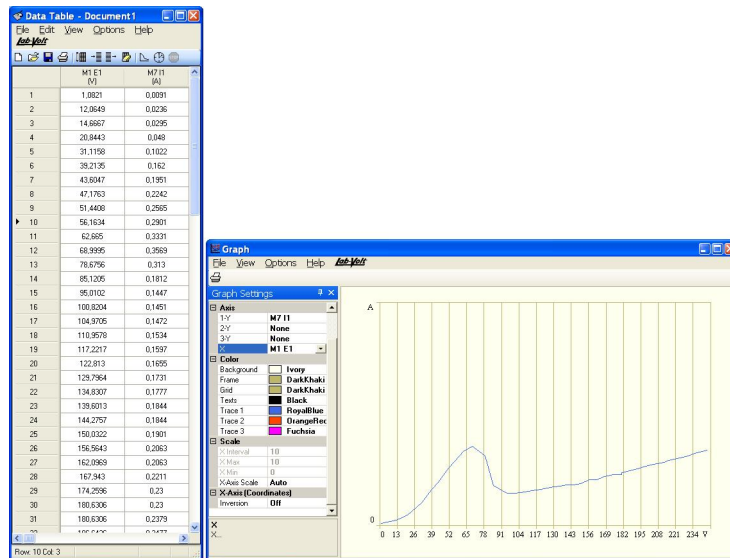 Data Table - Document1
File Edit View Options Help
Lab-Volt
M1 E1 M7 I1
(V) (A)
1 1,0821 0,0091
2 12,0649 0,0236
3 14,6667 0,0295
4 20,8443 0,048
5 31,1158 0,1022
6 39,2135 0,162
7 43,6047 0,1951
8 47,1763 0,2242
9 51,4408 0,2565
10 56,1634 0,2901
11 62,665 0,3331
12 68,9995 0,3569
13 78,6756 0,313
14 85,1205 0,1812
15 95,0102 0,1447
16 100,8204 0,1451
17 104,9705 0,1472
18 110,9578 0,1534
19 117,2217 0,1597
20 122,813 0,1655
21 129,7964 0,1731
22 134,8307 0,1777
23 139,6013 0,1844
24 144,2757 0,1844
25 150,0322 0,1901
26 156,5643 0,2063
27 162,0969 0,2063
28 167,943 0,2211
29 174,2596 0,23
30 180,6306 0,23
31 180,6306 0,2379
Row: 10 Col: 3
Graph
File View Options Help Lab-Volt
Graph Settings
Axis
1-Y M7 I1
2-Y None
3-Y None
X M1 E1
Color
Background Ivory
Frame DarkKhaki
Grid DarkKhaki
Texts Black
Trace 1 RoyalBlue
Trace 2 OrangeRed
Trace 3 Fuchsia
Scale
X Interval 10
X Max 10
X Min 0
X-Axis Scale Auto
X-Axis (Coordinates)
Inversion Off
X
X...
A
0
0 13 26 39 52 65 78 91 104 117 130 143 156 169 182 195 208 221 234 V